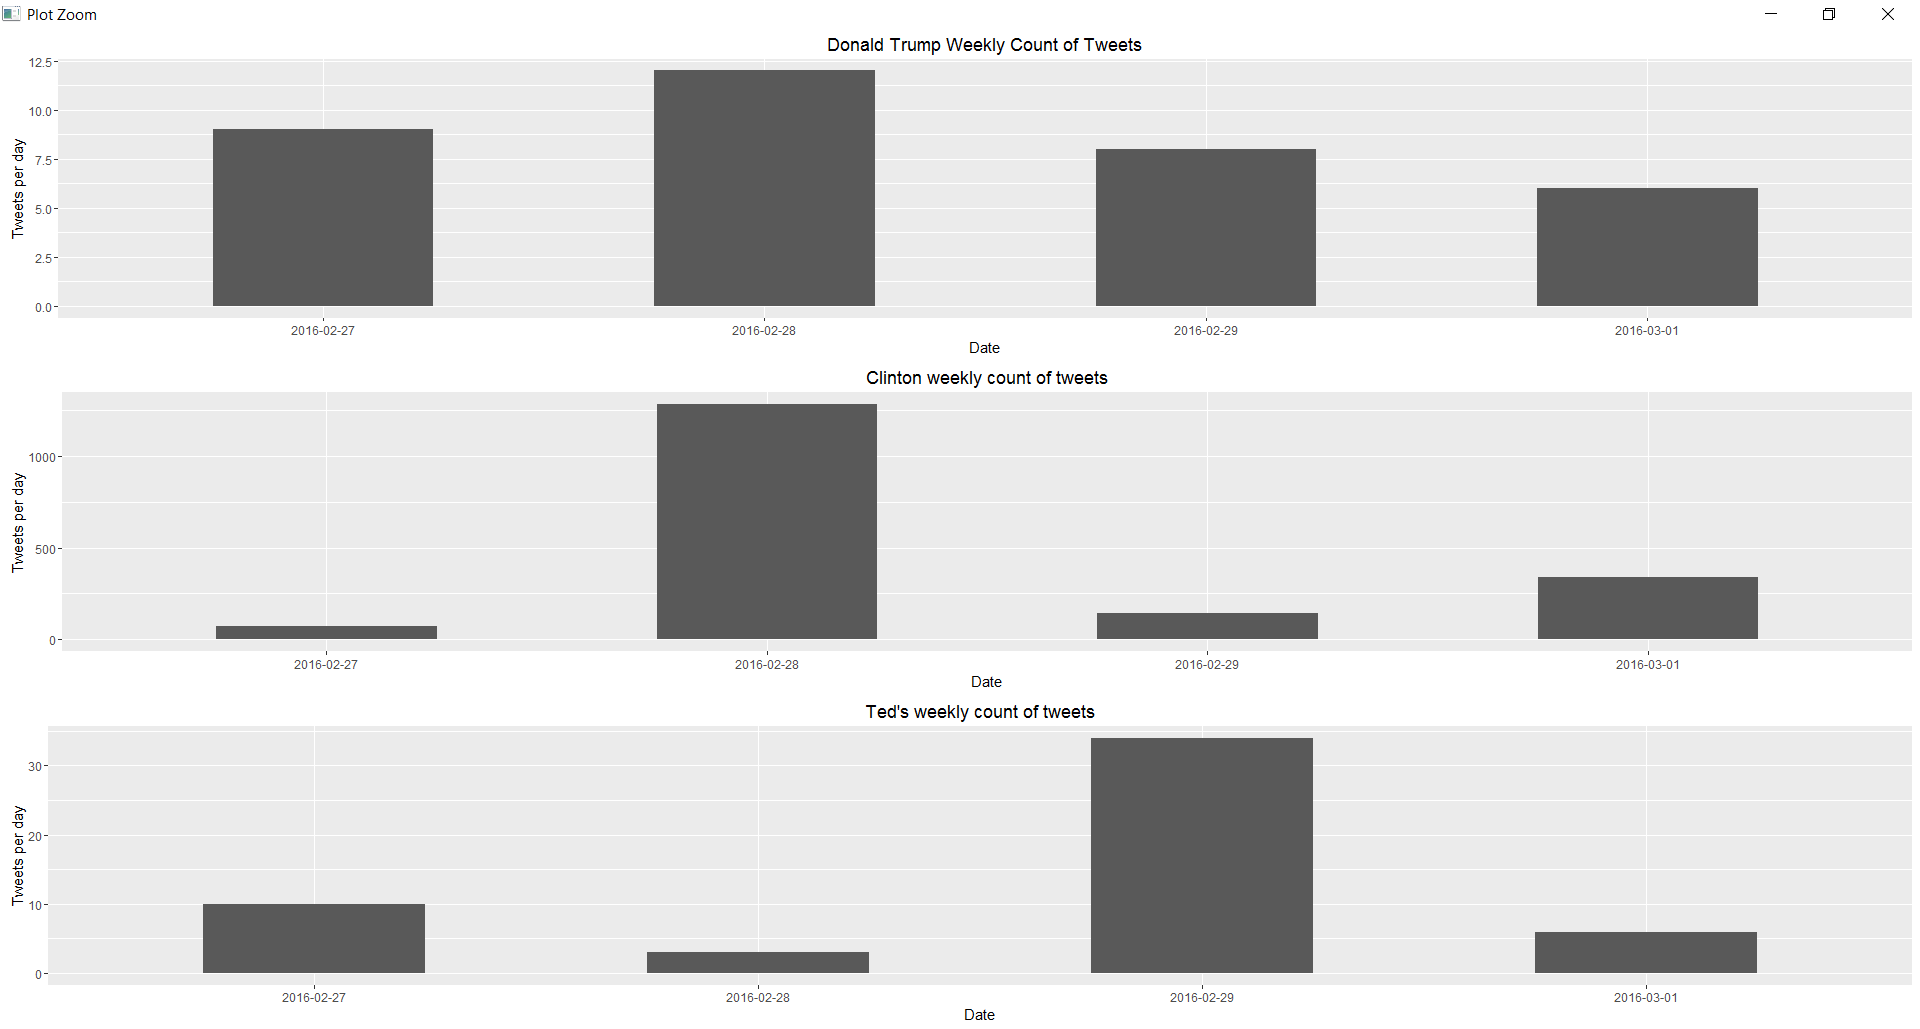 Plot Zoom
Donald Trump Weekly Count of Tweets
12.5
10.0
7.5
5.0
2.5
0.0
Tweets per day
2016-02-27 2016-02-28 2016-02-29 2016-03-01
Date
Clinton weekly count of tweets
1000
500
0
Tweets per day
2016-02-27 2016-02-28 2016-02-29 2016-03-01
Date
Ted's weekly count of tweets
30
20
10
0
Tweets per day
2016-02-27 2016-02-28 2016-02-29 2016-03-01
Date